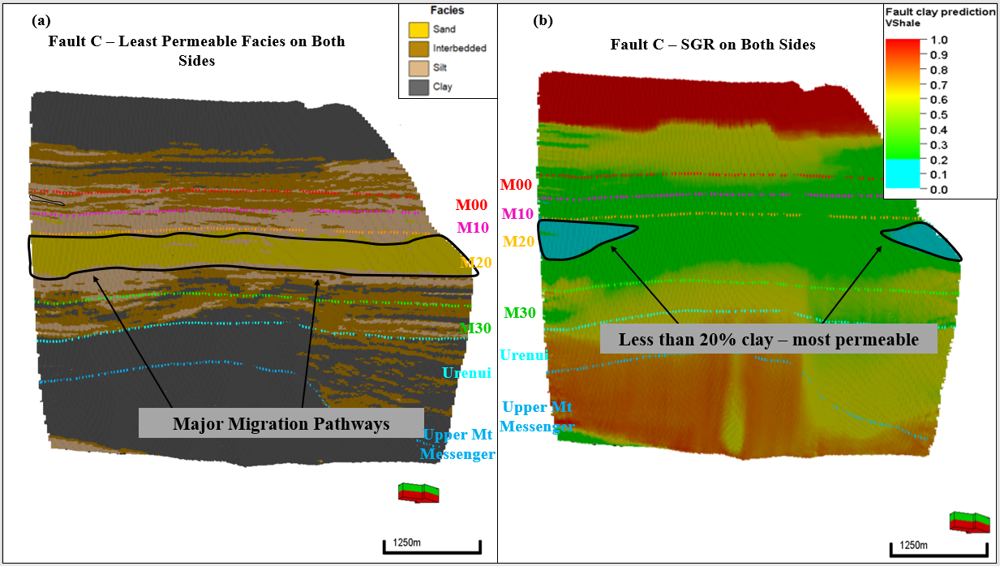 (a)
Fault C – Least Permeable Facies on Both
Sides
Facies
Sand
Interbedded
Silt
Clay
M00
M10
M20
M30
Urenui
Upper Mt
Messenger
Major Migration Pathways
1250m
(b)
Fault C – SGR on Both Sides
Fault clay prediction
VShale
1.0
0.9
0.8
0.7
0.6
0.5
0.4
0.3
0.2
0.1
0.0
M00
M10
M20
M30
Urenui
Upper Mt
Messenger
Less than 20% clay – most permeable
1250m